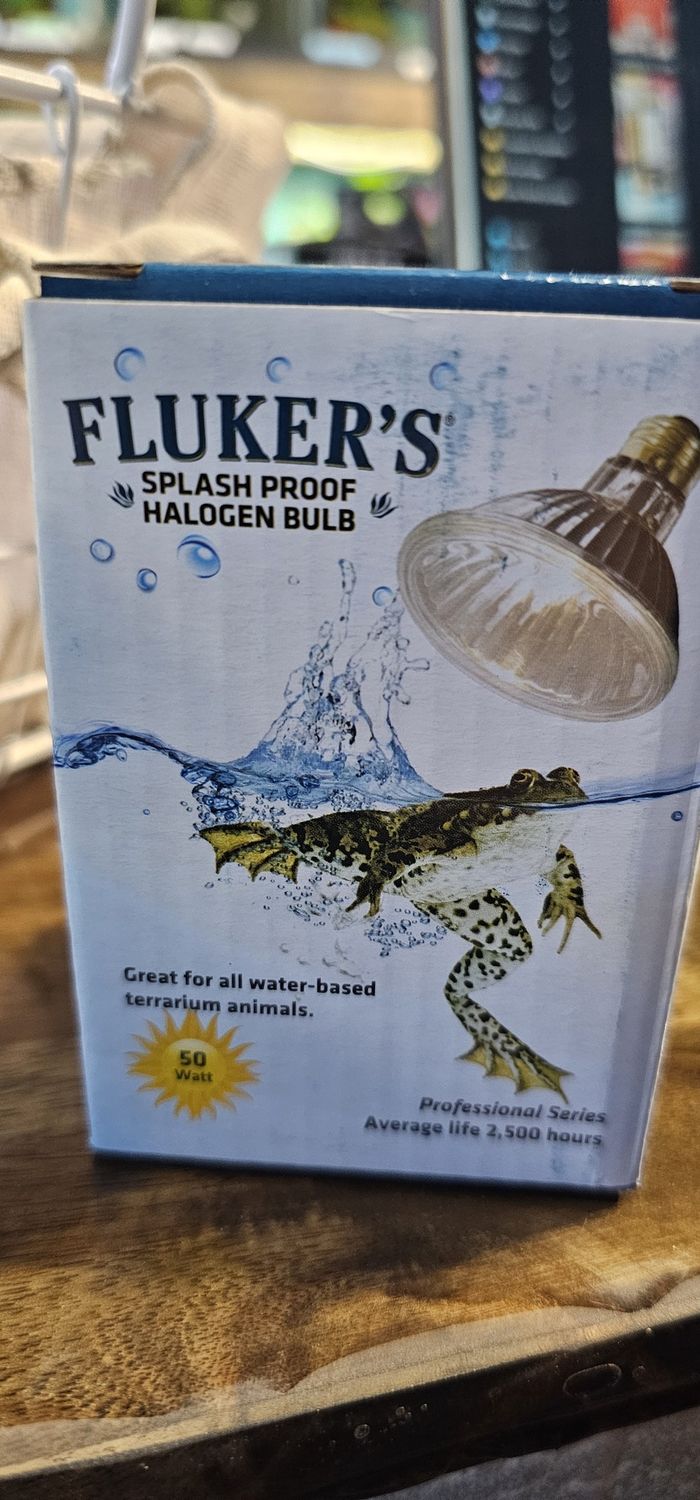 FLUKER'S®
SPLASH PROOF
HALOGEN BULB
Great for all water-based
terrarium animals.
50
Watt
Professional Series
Average life 2,500 hours